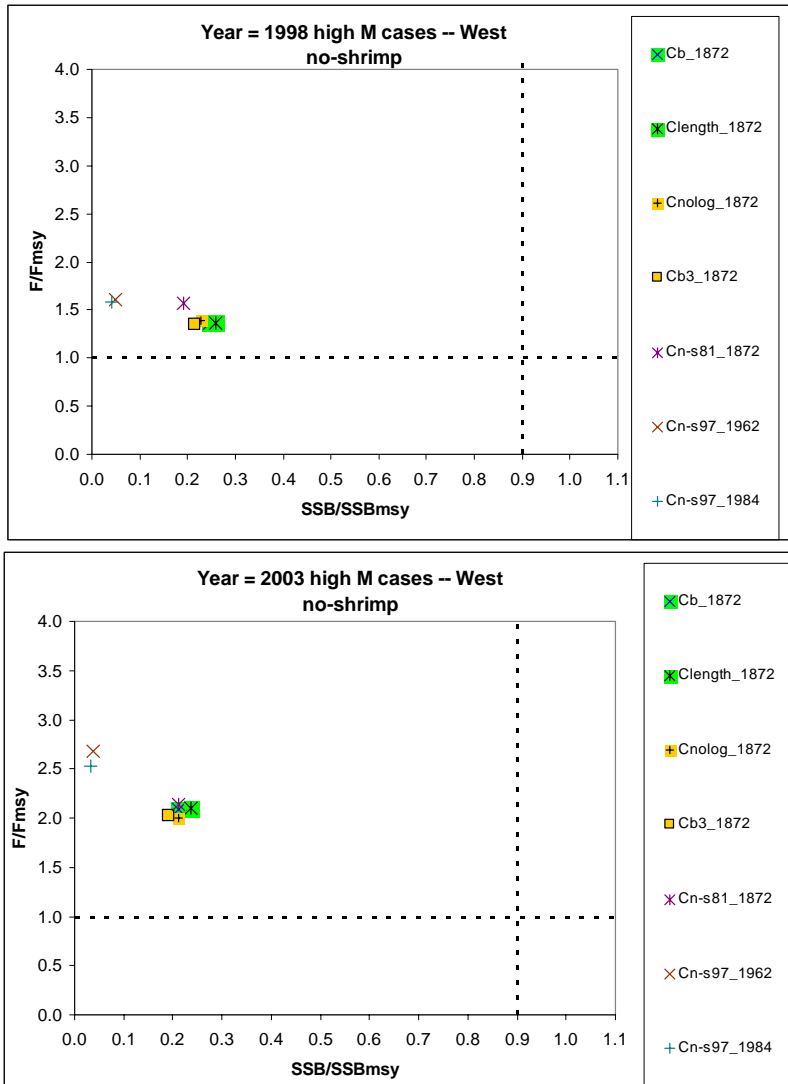 Year = 1998 high M cases -- West
no-shrimp
4.0
3.5
3.0
2.5
2.0
1.5
1.0
0.5
0.0
F/Fmsy
0.0 0.1 0.2 0.3 0.4 0.5 0.6 0.7 0.8 0.9 1.0 1.1
SSB/SSBmsy
Cb_1872
Clength_1872
Cnolog_1872
Cb3_1872
Cn-s81_1872
Cn-s97_1962
Cn-s97_1984
Year = 2003 high M cases -- West
no-shrimp
4.0
3.5
3.0
2.5
2.0
1.5
1.0
0.5
0.0
F/Fmsy
0.0 0.1 0.2 0.3 0.4 0.5 0.6 0.7 0.8 0.9 1.0 1.1
SSB/SSBmsy
Cb_1872
Clength_1872
Cnolog_1872
Cb3_1872
Cn-s81_1872
Cn-s97_1962
Cn-s97_1984